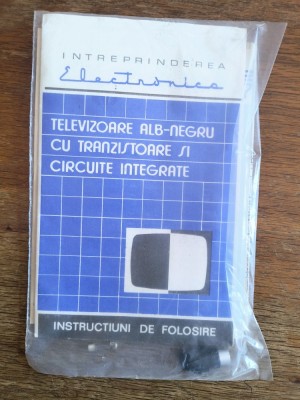 INTREPRINDEREA
Electronica
TELEVIZOARE ALB-NEGRU
CU TRANZISTOARE SI
CIRCUITE INTEGRATE
INSTRUCTIUNI DE FOLOSIRE